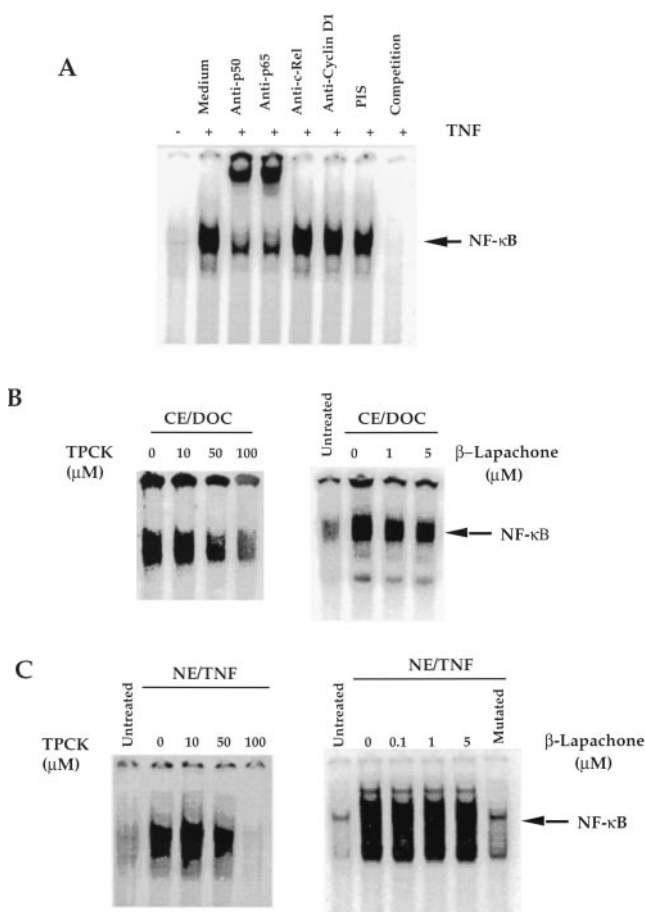 A
Medium
Anti-p50
Anti-p65
Anti-c-Rel
Anti-Cyclin D1
PIS
Competition
- + + + + + + + TNF
NF-κB
B
CE/DOC
TPCK 0 10 50 100
(μM)
Untreated
CE/DOC
0 1 5 β-Lapachone
(μM)
NF-κB
C
Untreated
NE/TNF
TPCK 0 10 50 100
(μM)
Untreated
NE/TNF
Mutated
0 0.1 1 5 β-Lapachone
(μM)
NF-κB